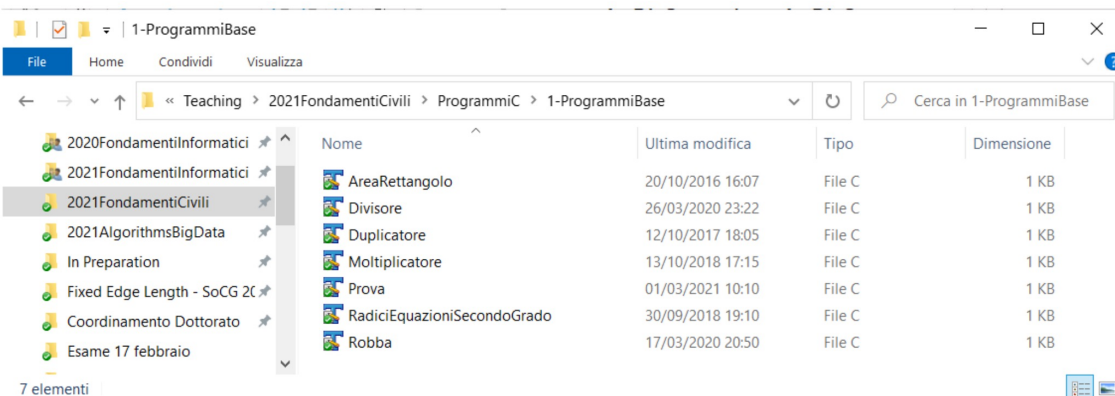 1-ProgrammiBase
File Home Condividi Visualizza
« Teaching > 2021FondamentiCivili > ProgrammiC > 1-ProgrammiBase
Cerca in 1-ProgrammiBase
2020FondamentiInformatici
2021FondamentiInformatici
2021FondamentiCivili
2021AlgorithmsBigData
In Preparation
Fixed Edge Length - SoCG 20
Coordinamento Dottorato
Esame 17 febbraio
Nome Ultima modifica Tipo Dimensione
AreaRettangolo 20/10/2016 16:07 File C 1 KB
Divisore 26/03/2020 23:22 File C 1 KB
Duplicatore 12/10/2017 18:05 File C 1 KB
Moltiplicatore 13/10/2018 17:15 File C 1 KB
Prova 01/03/2021 10:10 File C 1 KB
RadiciEquazioniSecondoGrado 30/09/2018 19:10 File C 1 KB
Robba 17/03/2020 20:50 File C 1 KB
7 elementi